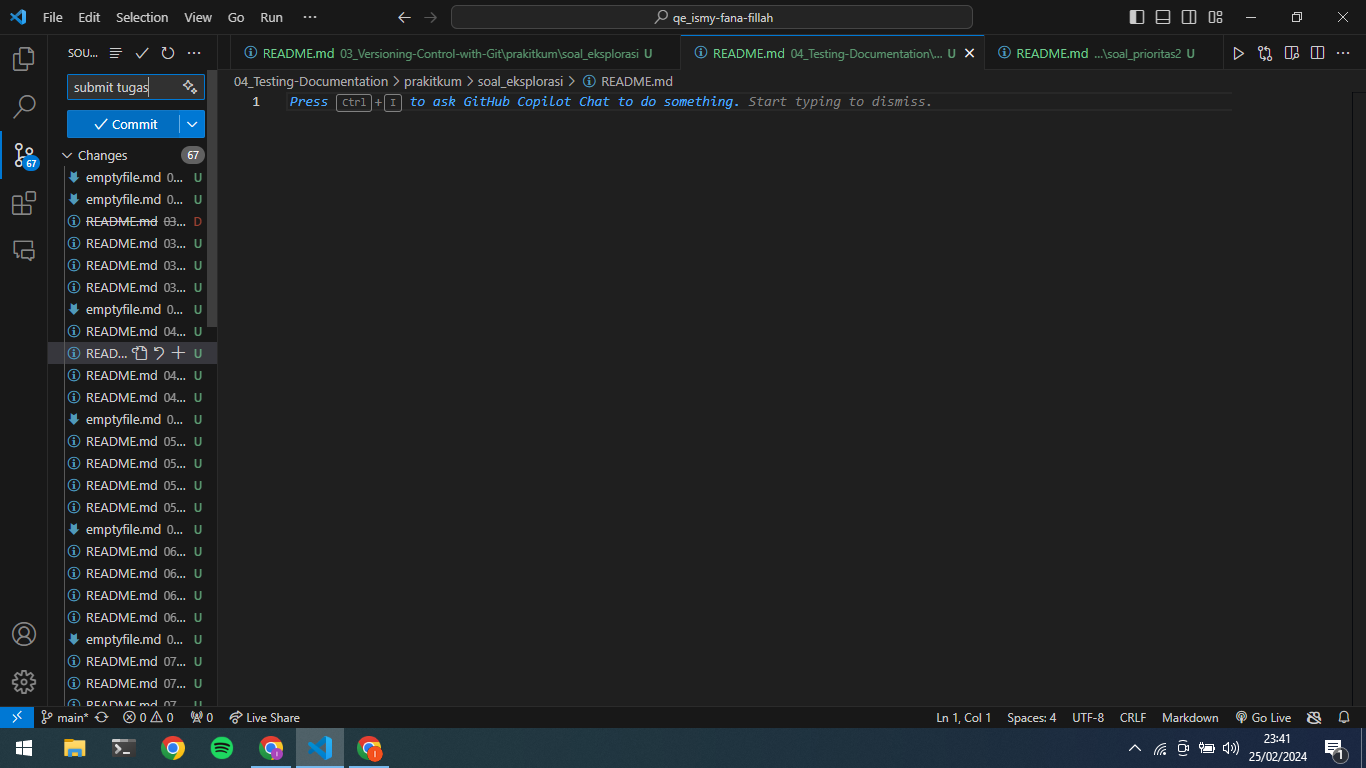 File Edit Selection View Go Run ··· qe_ismy-fana-fillah
SOU... ···
README.md 03_Versioning-Control-with-Git\prakitkum\soal_eksplorasi U README.md 04_Testing-Documentation\... U README.md ...\soal_prioritas2 U ···
04_Testing-Documentation > prakitkum > soal_eksplorasi > README.md
submit tugas
1 Press Ctrl + I to ask GitHub Copilot Chat to do something. Start typing to dismiss.
Commit
67
Changes 67
emptyfile.md 0... U
emptyfile.md 0... U
README.md 03... D
README.md 03... U
README.md 03... U
README.md 03... U
emptyfile.md 0... U
README.md 04... U
READ... U
README.md 04... U
README.md 04... U
emptyfile.md 0... U
README.md 05... U
README.md 05... U
README.md 05... U
README.md 05... U
emptyfile.md 0... U
README.md 06... U
README.md 06... U
README.md 06... U
README.md 06... U
emptyfile.md 0... U
README.md 07... U
README.md 07... U
README.md 07... U
main* 0 0 0 Live Share Ln 1, Col 1 Spaces: 4 UTF-8 CRLF Markdown Go Live
23:41
25/02/2024
1